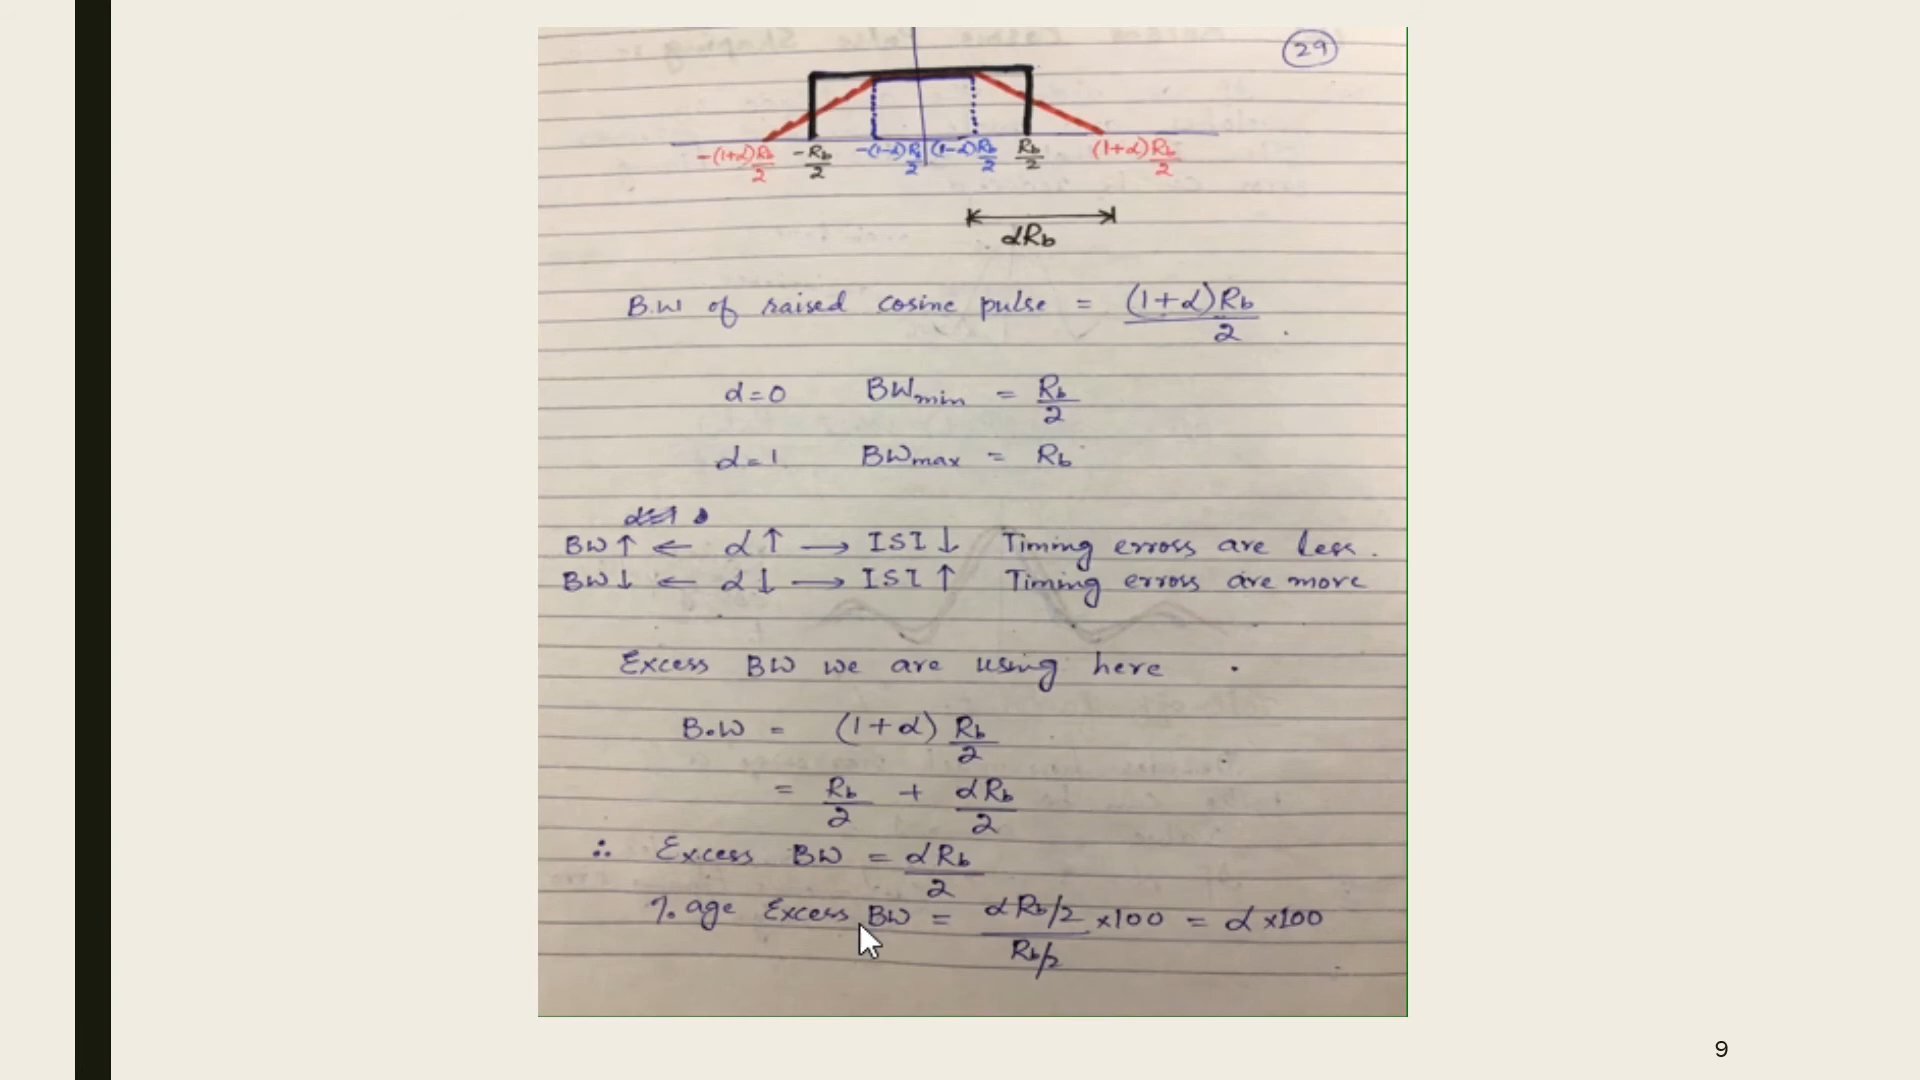 29
-(1+α)Rb/2 -Rb/2 -(1-α)Rb/2 (1-α)Rb/2 Rb/2 (1+α)Rb/2
αRb
B.W of raised cosine pulse = (1+α)Rb/2
α=0 BWmin = Rb/2
α=1 BWmax = Rb
BW↑ ← α↑ → ISI↓ Timing errors are less.
BW↓ ← α↓ → ISI↑ Timing errors are more
Excess BW we are using here
B.W = (1+α) Rb/2
= Rb/2 + αRb/2
∴ Excess BW = αRb/2
%age Excess BW = αRb/2 / Rb/2 ×100 = α×100
9